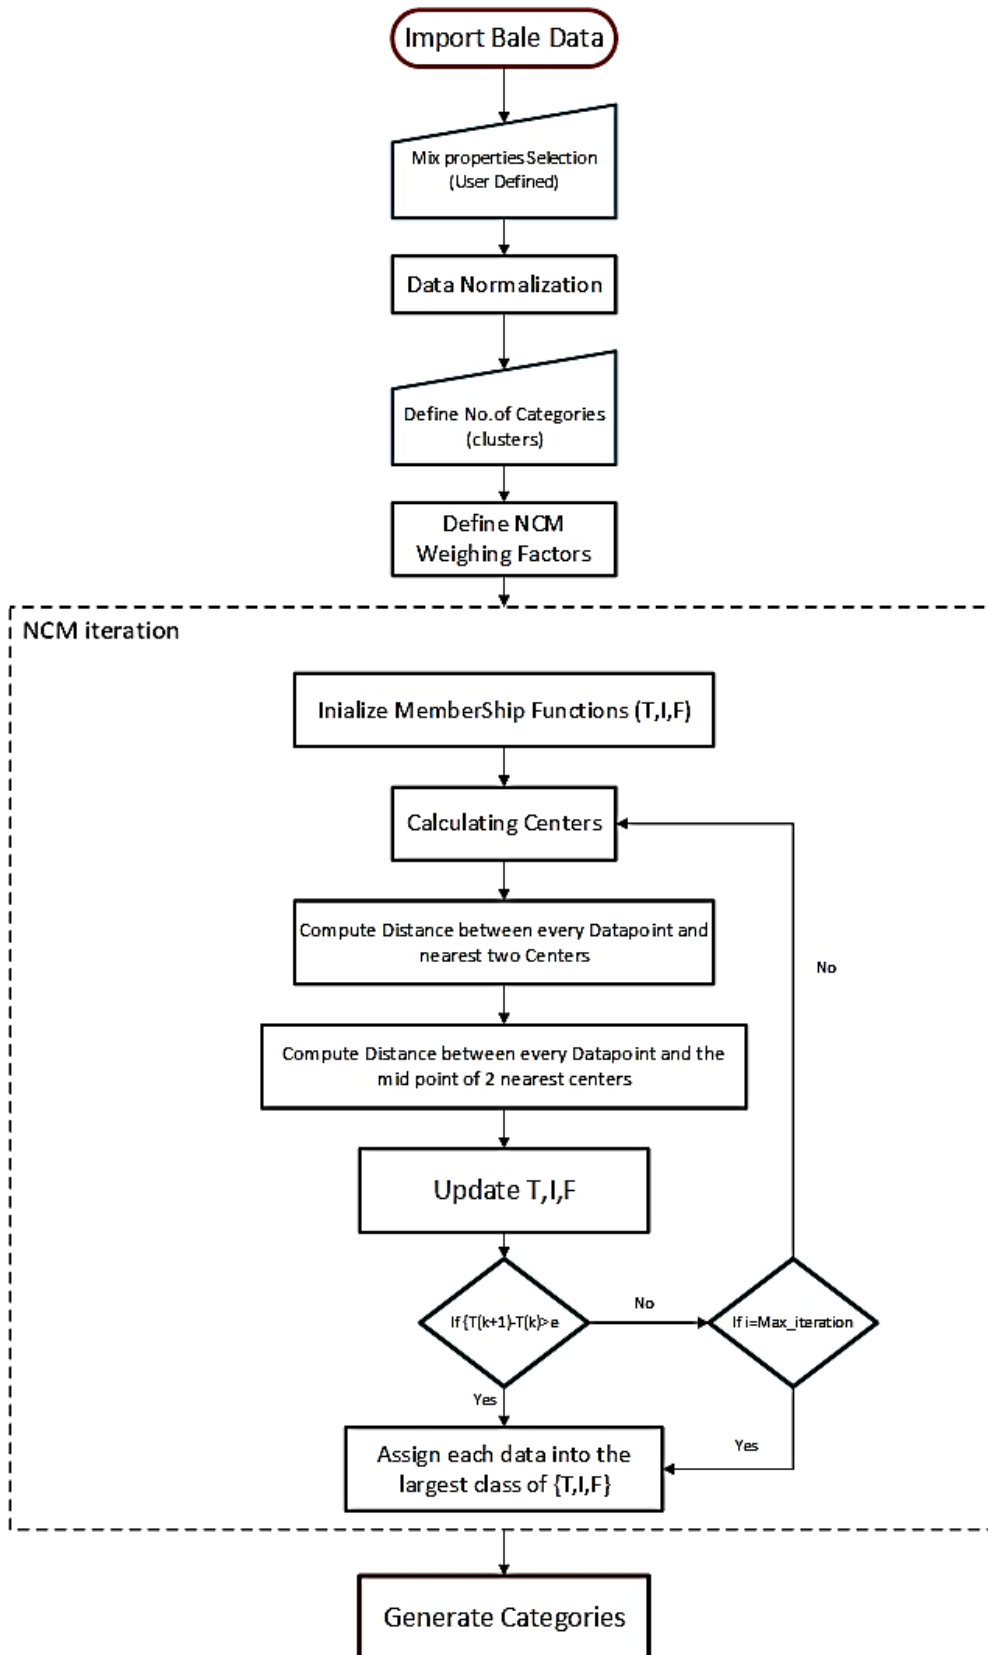 Import Bale Data
Mix properties Selection
(User Defined)
Data Normalization
Define No.of Categories
(clusters)
Define NCM
Weighing Factors
NCM iteration
Inialize MemberShip Functions (T,I,F)
Calculating Centers
Compute Distance between every Datapoint and
nearest two Centers
No
Compute Distance between every Datapoint and the
mid point of 2 nearest centers
Update T,I,F
If {T(k+1)-T(k)>e
No
If i=Max_iteration
Yes
Yes
Assign each data into the
largest class of {T,I,F}
Generate Categories